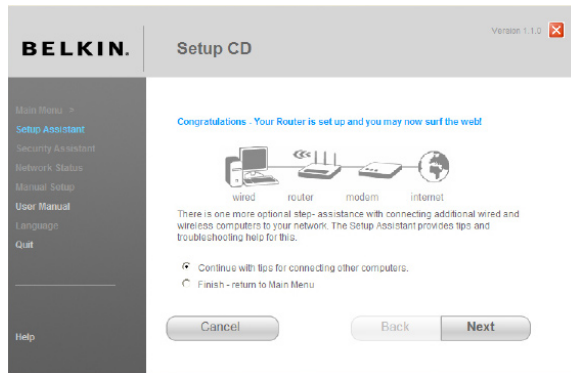 BELKIN.
Setup CD
Version 1.1.0
Main Menu >
Setup Assistant
Security Assistant
Network Status
Manual Setup
User Manual
Language
Quit
Help
Congratulations - Your Router is set up and you may now surf the web!
wired router modem internet
There is one more optional step- assistance with connecting additional wired and
wireless computers to your network. The Setup Assistant provides tips and
troubleshooting help for this.
Continue with tips for connecting other computers.
Finish - return to Main Menu
Cancel Back Next